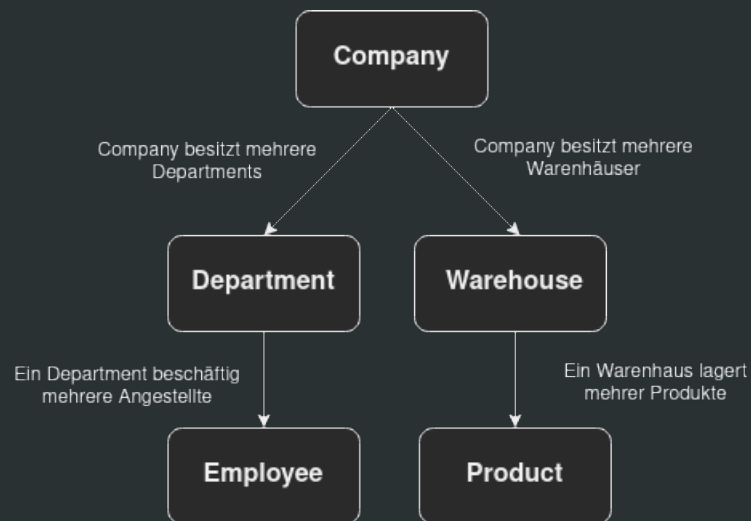 Company
Company besitzt mehrere
Departments
Company besitzt mehrere
Warenhäuser
Department
Warehouse
Ein Department beschäftig
mehrere Angestellte
Ein Warenhaus lagert
mehrer Produkte
Employee
Product